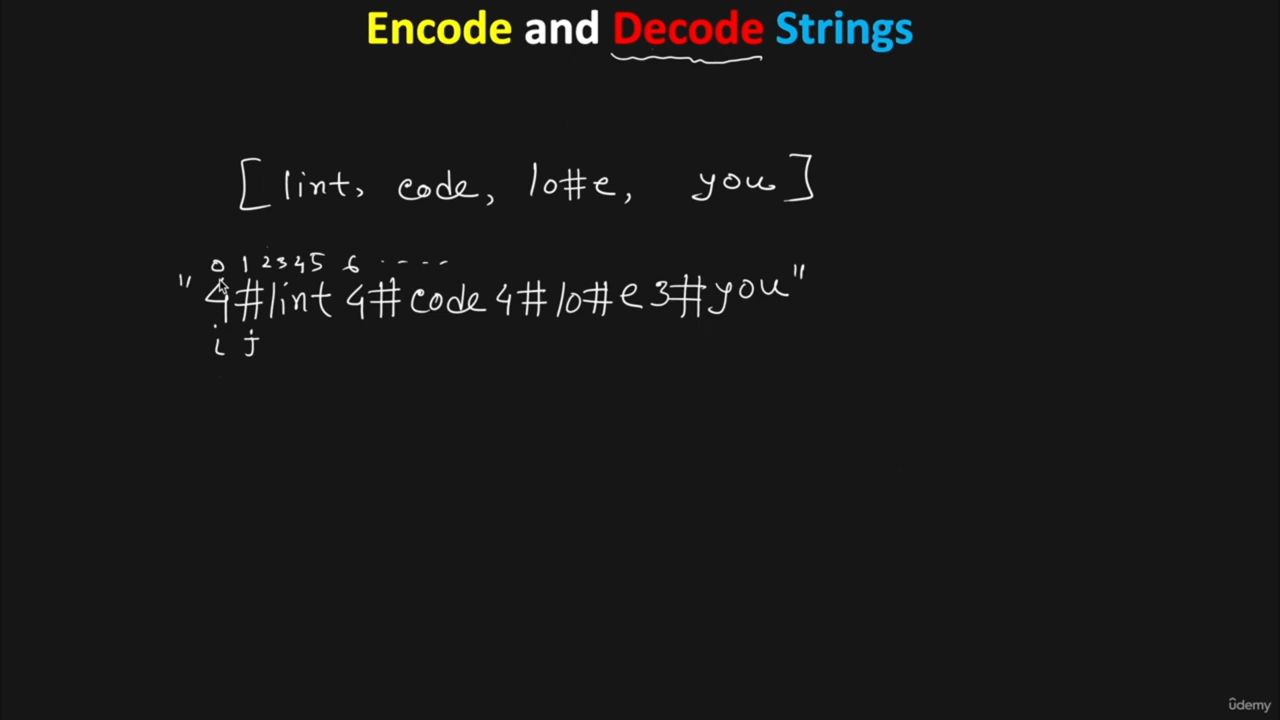 Encode and Decode Strings
[lint, code, lo#e, you]
0 1 2 3 4 5 6 ....
"4#lint4#code4#lo#e3#you"
i j
ûdemy